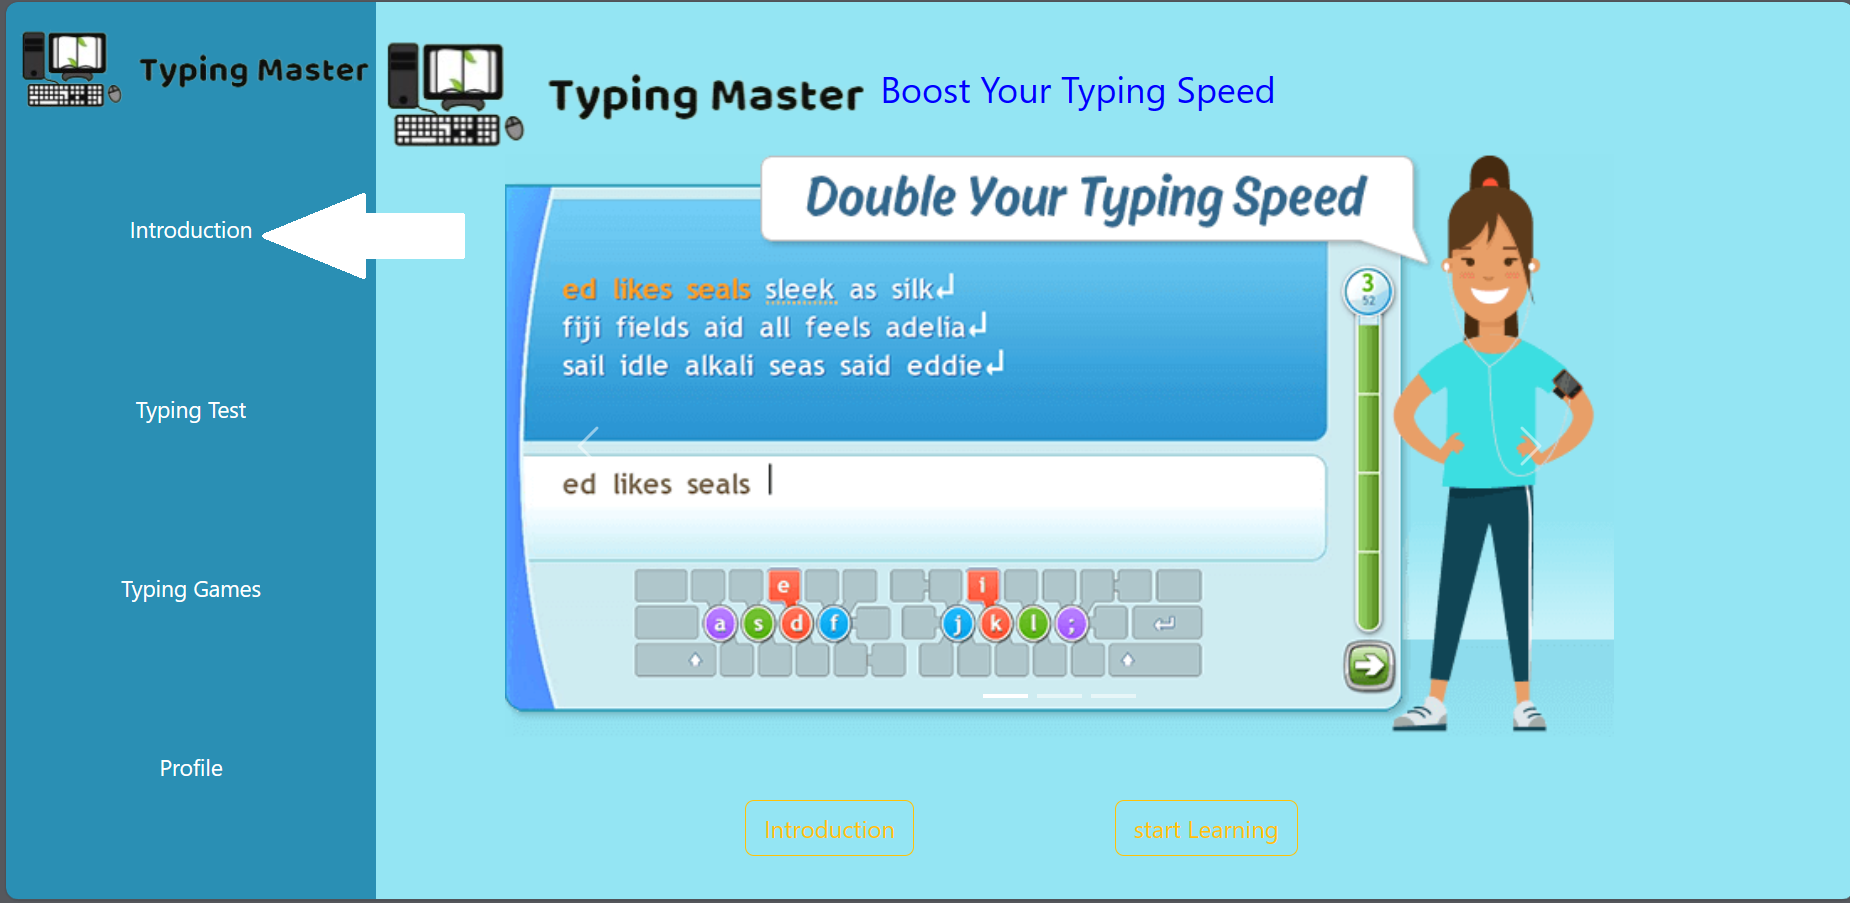 Typing Master
Introduction
Typing Test
Typing Games
Profile
Typing Master Boost Your Typing Speed
Double Your Typing Speed
ed likes seals sleek as silk↲
fiji fields aid all feels adelia↲
sail idle alkali seas said eddie↲
3
52
ed likes seals
e i
a s d f j k l ;
Introduction start Learning